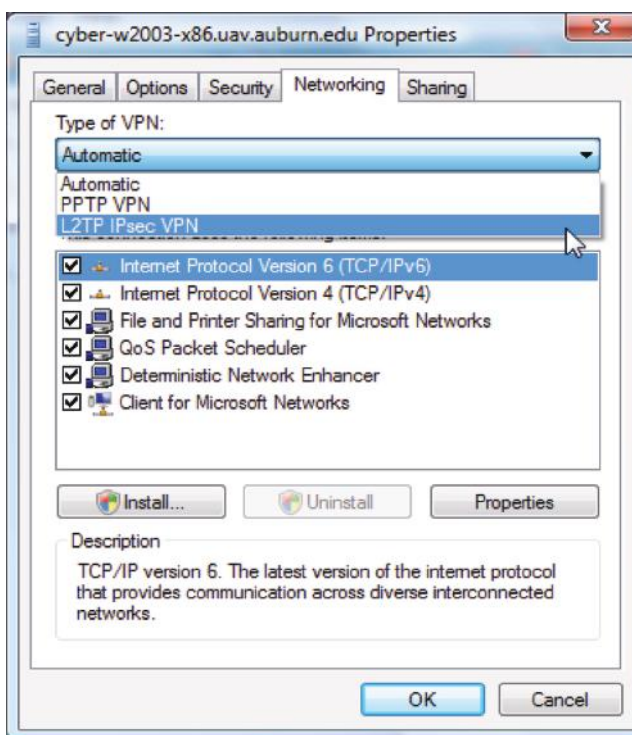 cyber-w2003-x86.uav.auburn.edu Properties
General Options Security Networking Sharing
Type of VPN:
Automatic
Automatic
PPTP VPN
L2TP IPsec VPN
Internet Protocol Version 6 (TCP/IPv6)
Internet Protocol Version 4 (TCP/IPv4)
File and Printer Sharing for Microsoft Networks
QoS Packet Scheduler
Deterministic Network Enhancer
Client for Microsoft Networks
Install... Uninstall Properties
Description
TCP/IP version 6. The latest version of the internet protocol
that provides communication across diverse interconnected
networks.
OK Cancel